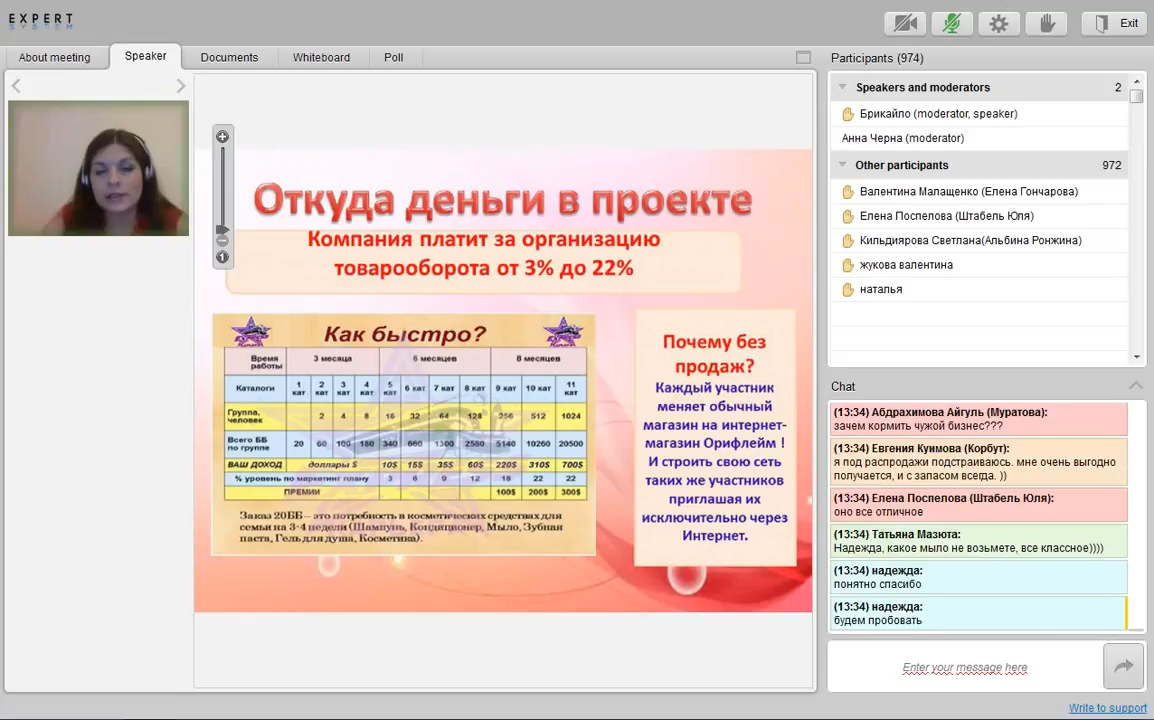 EXPERT
SYSTEM
Exit
About meeting
Speaker
Documents
Whiteboard
Poll
Participants (974)
Speakers and moderators 2
Брикайло (moderator, speaker)
Анна Черна (moderator)
Other participants 972
Валентина Малащенко (Елена Гончарова)
Елена Поспелова (Штабель Юля)
Кильдиярова Светлана(Альбина Ронжина)
жукова валентина
наталья
Откуда деньги в проекте
Компания платит за организацию
товарооборота от 3% до 22%
Как быстро?
Время работы 3 месяца 6 месяцев 8 месяцев
Каталоги 1 кат 2 кат 3 кат 4 кат 5 кат 6 кат 7 кат 8 кат 9 кат 10 кат 11 кат
Группа, человек 2 4 8 16 32 64 128 256 512 1024
Всего ББ по группе 20 60 100 180 340 660 1300 2580 5140 10260 20500
ВАШ ДОХОД доллары $ 10$ 15$ 35$ 60$ 220$ 310$ 700$
% уровень по маркетинг плану 3 6 9 12 18 22 22
ПРЕМИИ 100$ 200$ 300$
Заказ 20ББ – это потребность в косметических средствах для
семьи на 3-4 недели (Шампунь, Кондиционер, Мыло, Зубная
паста, Гель для душа, Косметика).
Почему без
продаж?
Каждый участник
меняет обычный
магазин на интернет-
магазин Орифлейм !
И строить свою сеть
таких же участников
приглашая их
исключительно через
Интернет.
Chat
(13:34) Абдрахимова Айгуль (Муратова):
зачем кормить чужой бизнес???
(13:34) Евгения Куимова (Корбут):
я под распродажи подстраиваюсь. мне очень выгодно
получается, и с запасом всегда. ))
(13:34) Елена Поспелова (Штабель Юля):
оно все отличное
(13:34) Татьяна Мазюта:
Надежда, какое мыло не возьмете, все классное))))
(13:34) надежда:
понятно спасибо
(13:34) надежда:
будем пробовать
Enter your message here
Write to support